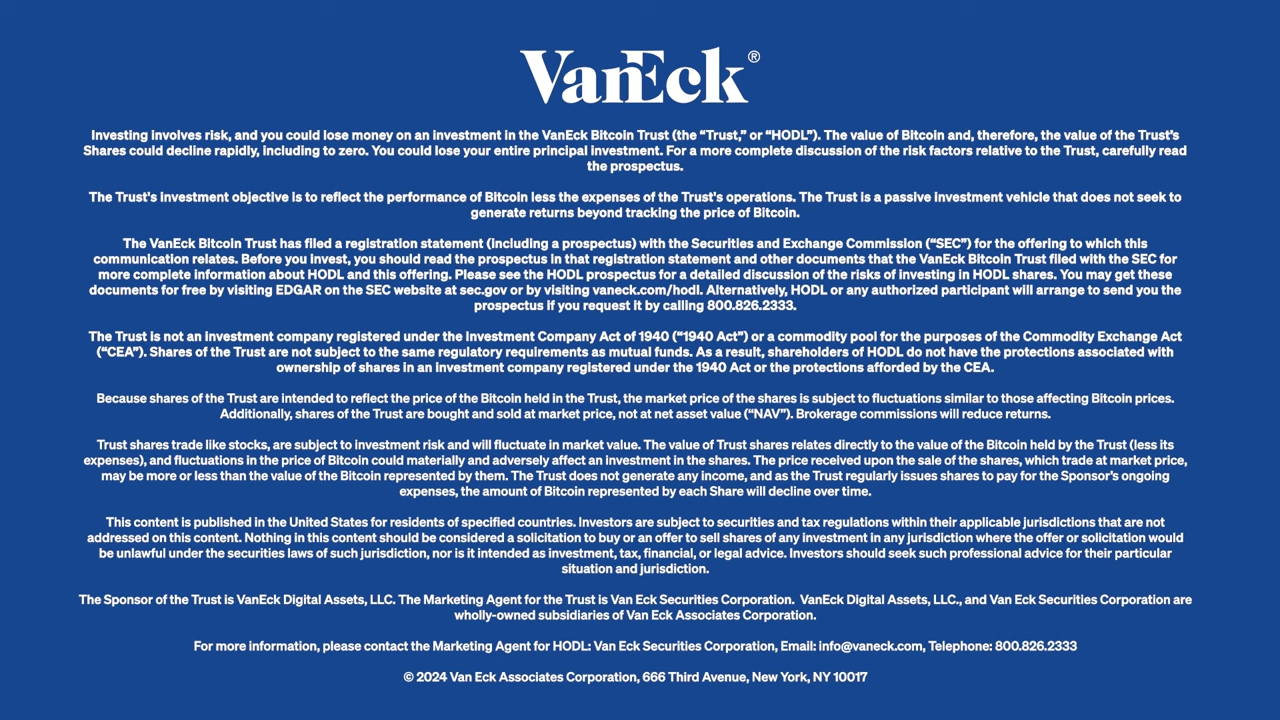 VanEck®
Investing involves risk, and you could lose money on an investment in the VanEck Bitcoin Trust (the “Trust,” or “HODL”). The value of Bitcoin and, therefore, the value of the Trust’s
Shares could decline rapidly, including to zero. You could lose your entire principal investment. For a more complete discussion of the risk factors relative to the Trust, carefully read
the prospectus.
The Trust’s investment objective is to reflect the performance of Bitcoin less the expenses of the Trust’s operations. The Trust is a passive investment vehicle that does not seek to
generate returns beyond tracking the price of Bitcoin.
The VanEck Bitcoin Trust has filed a registration statement (including a prospectus) with the Securities and Exchange Commission (“SEC”) for the offering to which this
communication relates. Before you invest, you should read the prospectus in that registration statement and other documents that the VanEck Bitcoin Trust filed with the SEC for
more complete information about HODL and this offering. Please see the HODL prospectus for a detailed discussion of the risks of investing in HODL shares. You may get these
documents for free by visiting EDGAR on the SEC website at sec.gov or by visiting vaneck.com/hodl. Alternatively, HODL or any authorized participant will arrange to send you the
prospectus if you request it by calling 800.826.2333.
The Trust is not an investment company registered under the Investment Company Act of 1940 (“1940 Act”) or a commodity pool for the purposes of the Commodity Exchange Act
(“CEA”). Shares of the Trust are not subject to the same regulatory requirements as mutual funds. As a result, shareholders of HODL do not have the protections associated with
ownership of shares in an investment company registered under the 1940 Act or the protections afforded by the CEA.
Because shares of the Trust are intended to reflect the price of the Bitcoin held in the Trust, the market price of the shares is subject to fluctuations similar to those affecting Bitcoin prices.
Additionally, shares of the Trust are bought and sold at market price, not at net asset value (“NAV”). Brokerage commissions will reduce returns.
Trust shares trade like stocks, are subject to investment risk and will fluctuate in market value. The value of Trust shares relates directly to the value of the Bitcoin held by the Trust (less its
expenses), and fluctuations in the price of Bitcoin could materially and adversely affect an investment in the shares. The price received upon the sale of the shares, which trade at market price,
may be more or less than the value of the Bitcoin represented by them. The Trust does not generate any income, and as the Trust regularly issues shares to pay for the Sponsor’s ongoing
expenses, the amount of Bitcoin represented by each Share will decline over time.
This content is published in the United States for residents of specified countries. Investors are subject to securities and tax regulations within their applicable jurisdictions that are not
addressed on this content. Nothing in this content should be considered a solicitation to buy or an offer to sell shares of any investment in any jurisdiction where the offer or solicitation would
be unlawful under the securities laws of such jurisdiction, nor is it intended as investment, tax, financial, or legal advice. Investors should seek such professional advice for their particular
situation and jurisdiction.
The Sponsor of the Trust is VanEck Digital Assets, LLC. The Marketing Agent for the Trust is Van Eck Securities Corporation. VanEck Digital Assets, LLC., and Van Eck Securities Corporation are
wholly-owned subsidiaries of Van Eck Associates Corporation.
For more information, please contact the Marketing Agent for HODL: Van Eck Securities Corporation, Email: info@vaneck.com, Telephone: 800.826.2333
© 2024 Van Eck Associates Corporation, 666 Third Avenue, New York, NY 10017